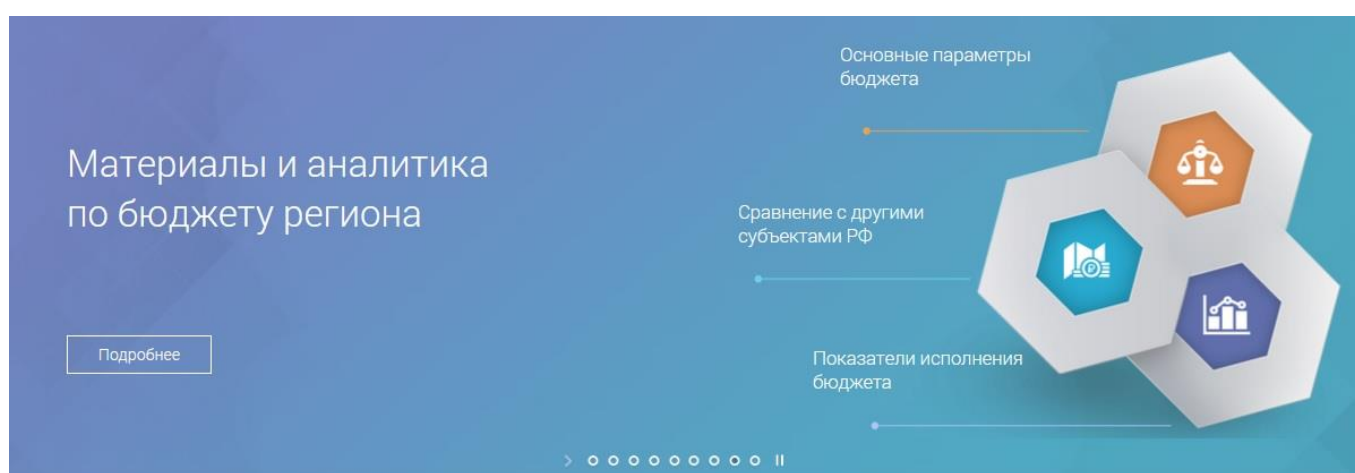 Материалы и аналитика
по бюджету региона
Подробнее
Основные параметры
бюджета
Сравнение с другими
субъектами РФ
Показатели исполнения
бюджета